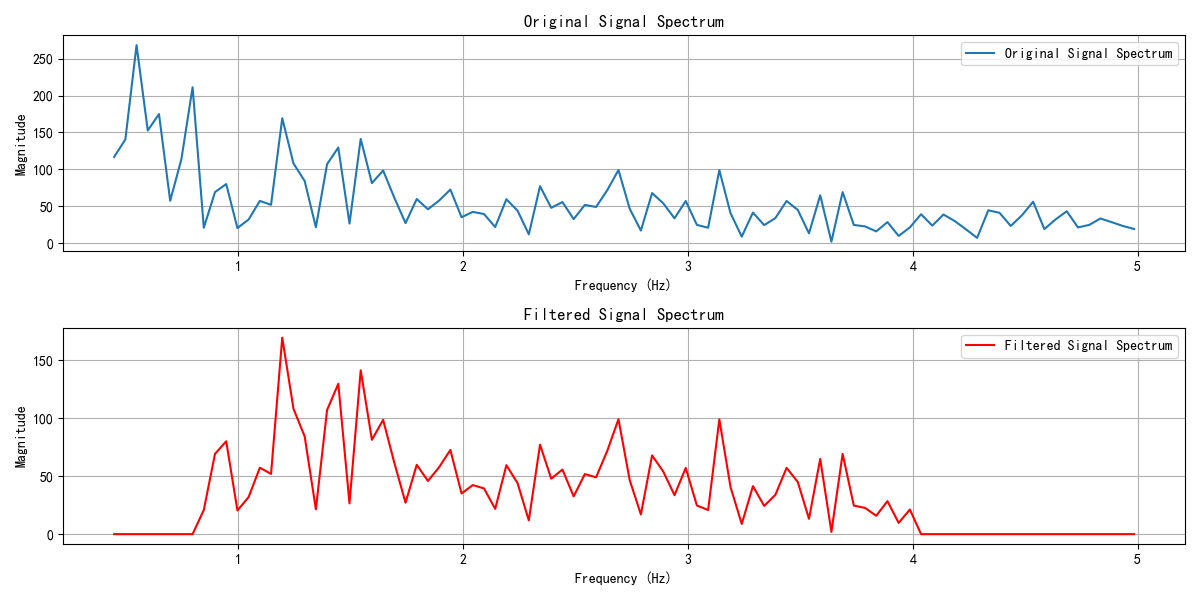 Original Signal Spectrum
Original Signal Spectrum
Magnitude
250
200
150
100
50
0
1 2 3 4 5
Frequency (Hz)
Filtered Signal Spectrum
Filtered Signal Spectrum
Magnitude
150
100
50
0
1 2 3 4 5
Frequency (Hz)